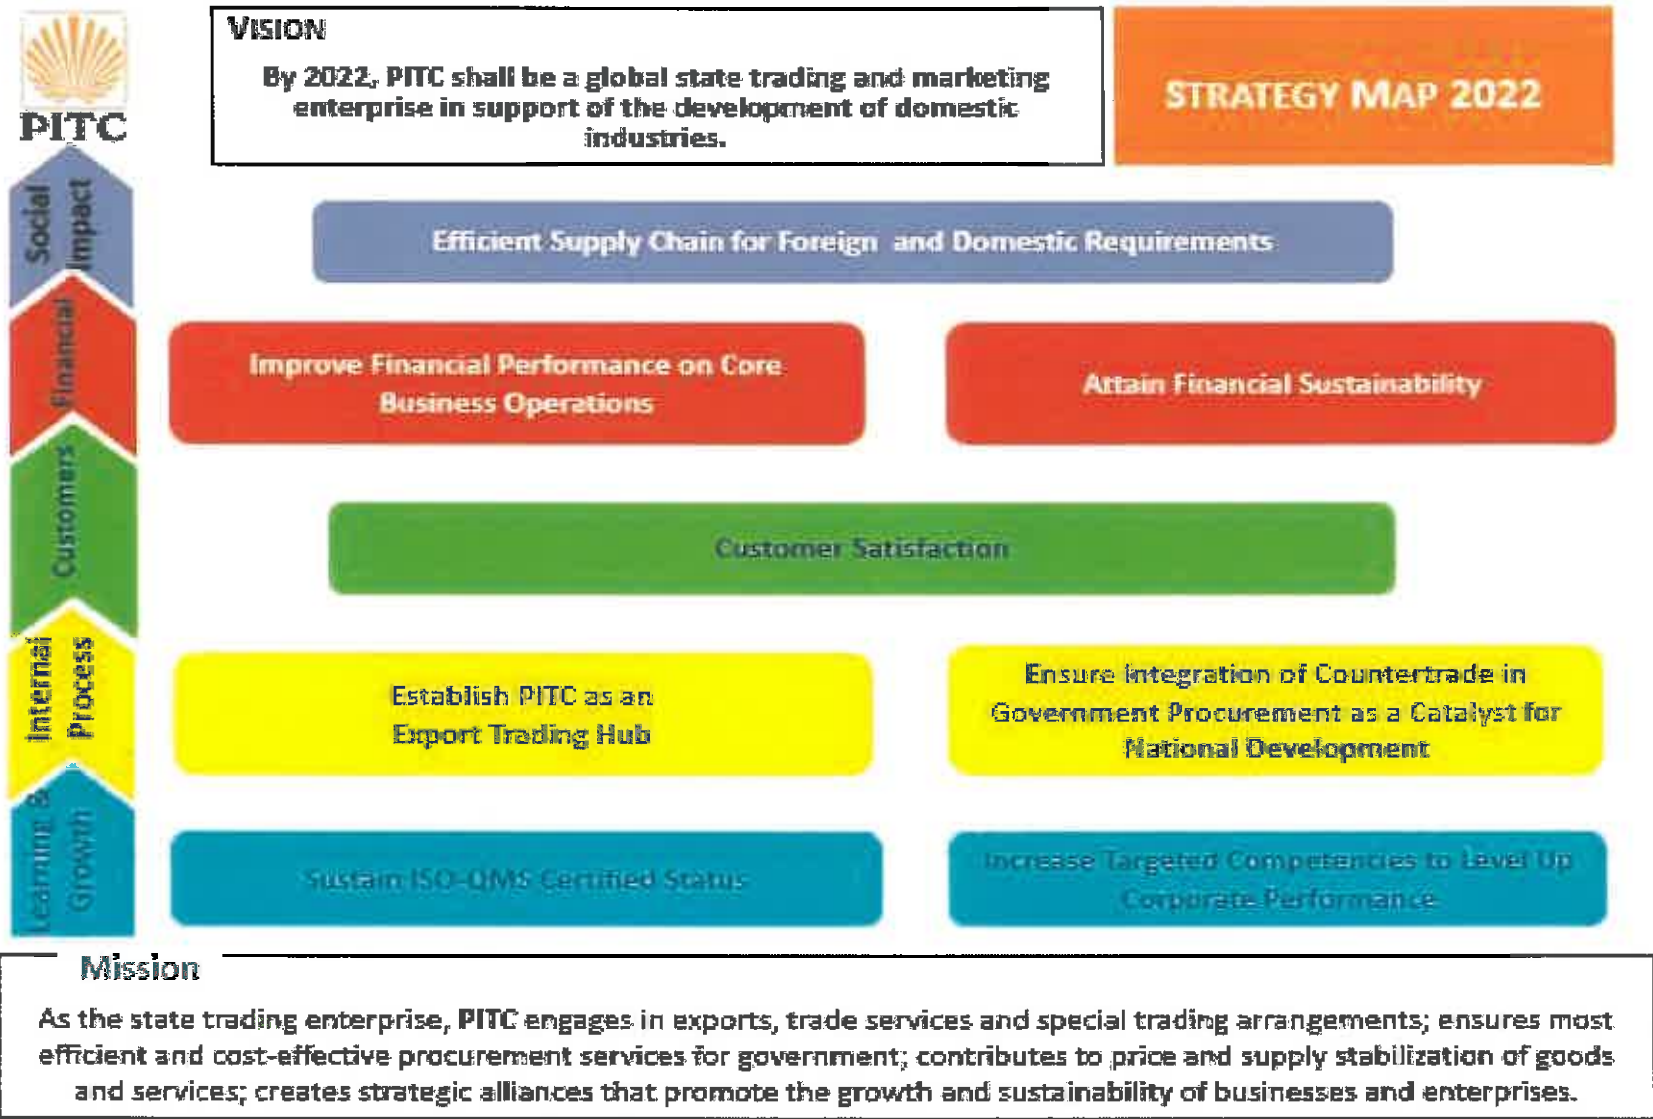 PITC
VISION
By 2022, PITC shall be a global state trading and marketing
enterprise in support of the development of domestic
industries.
STRATEGY MAP 2022
Social
Impact
Efficient Supply Chain for Foreign and Domestic Requirements
Financial
Improve Financial Performance on Core
Business Operations
Attain Financial Sustainability
Customers
Customer Satisfaction
Internal
Process
Establish PITC as an
Export Trading Hub
Ensure Integration of Countertrade in
Government Procurement as a Catalyst for
National Development
Learning &
Growth
Sustain ISO-QMS Certified Status
Increase Targeted Competencies to Level Up
Corporate Performance
Mission
As the state trading enterprise, PITC engages in exports, trade services and special trading arrangements; ensures most
efficient and cost-effective procurement services for government; contributes to price and supply stabilization of goods
and services; creates strategic alliances that promote the growth and sustainability of businesses and enterprises.